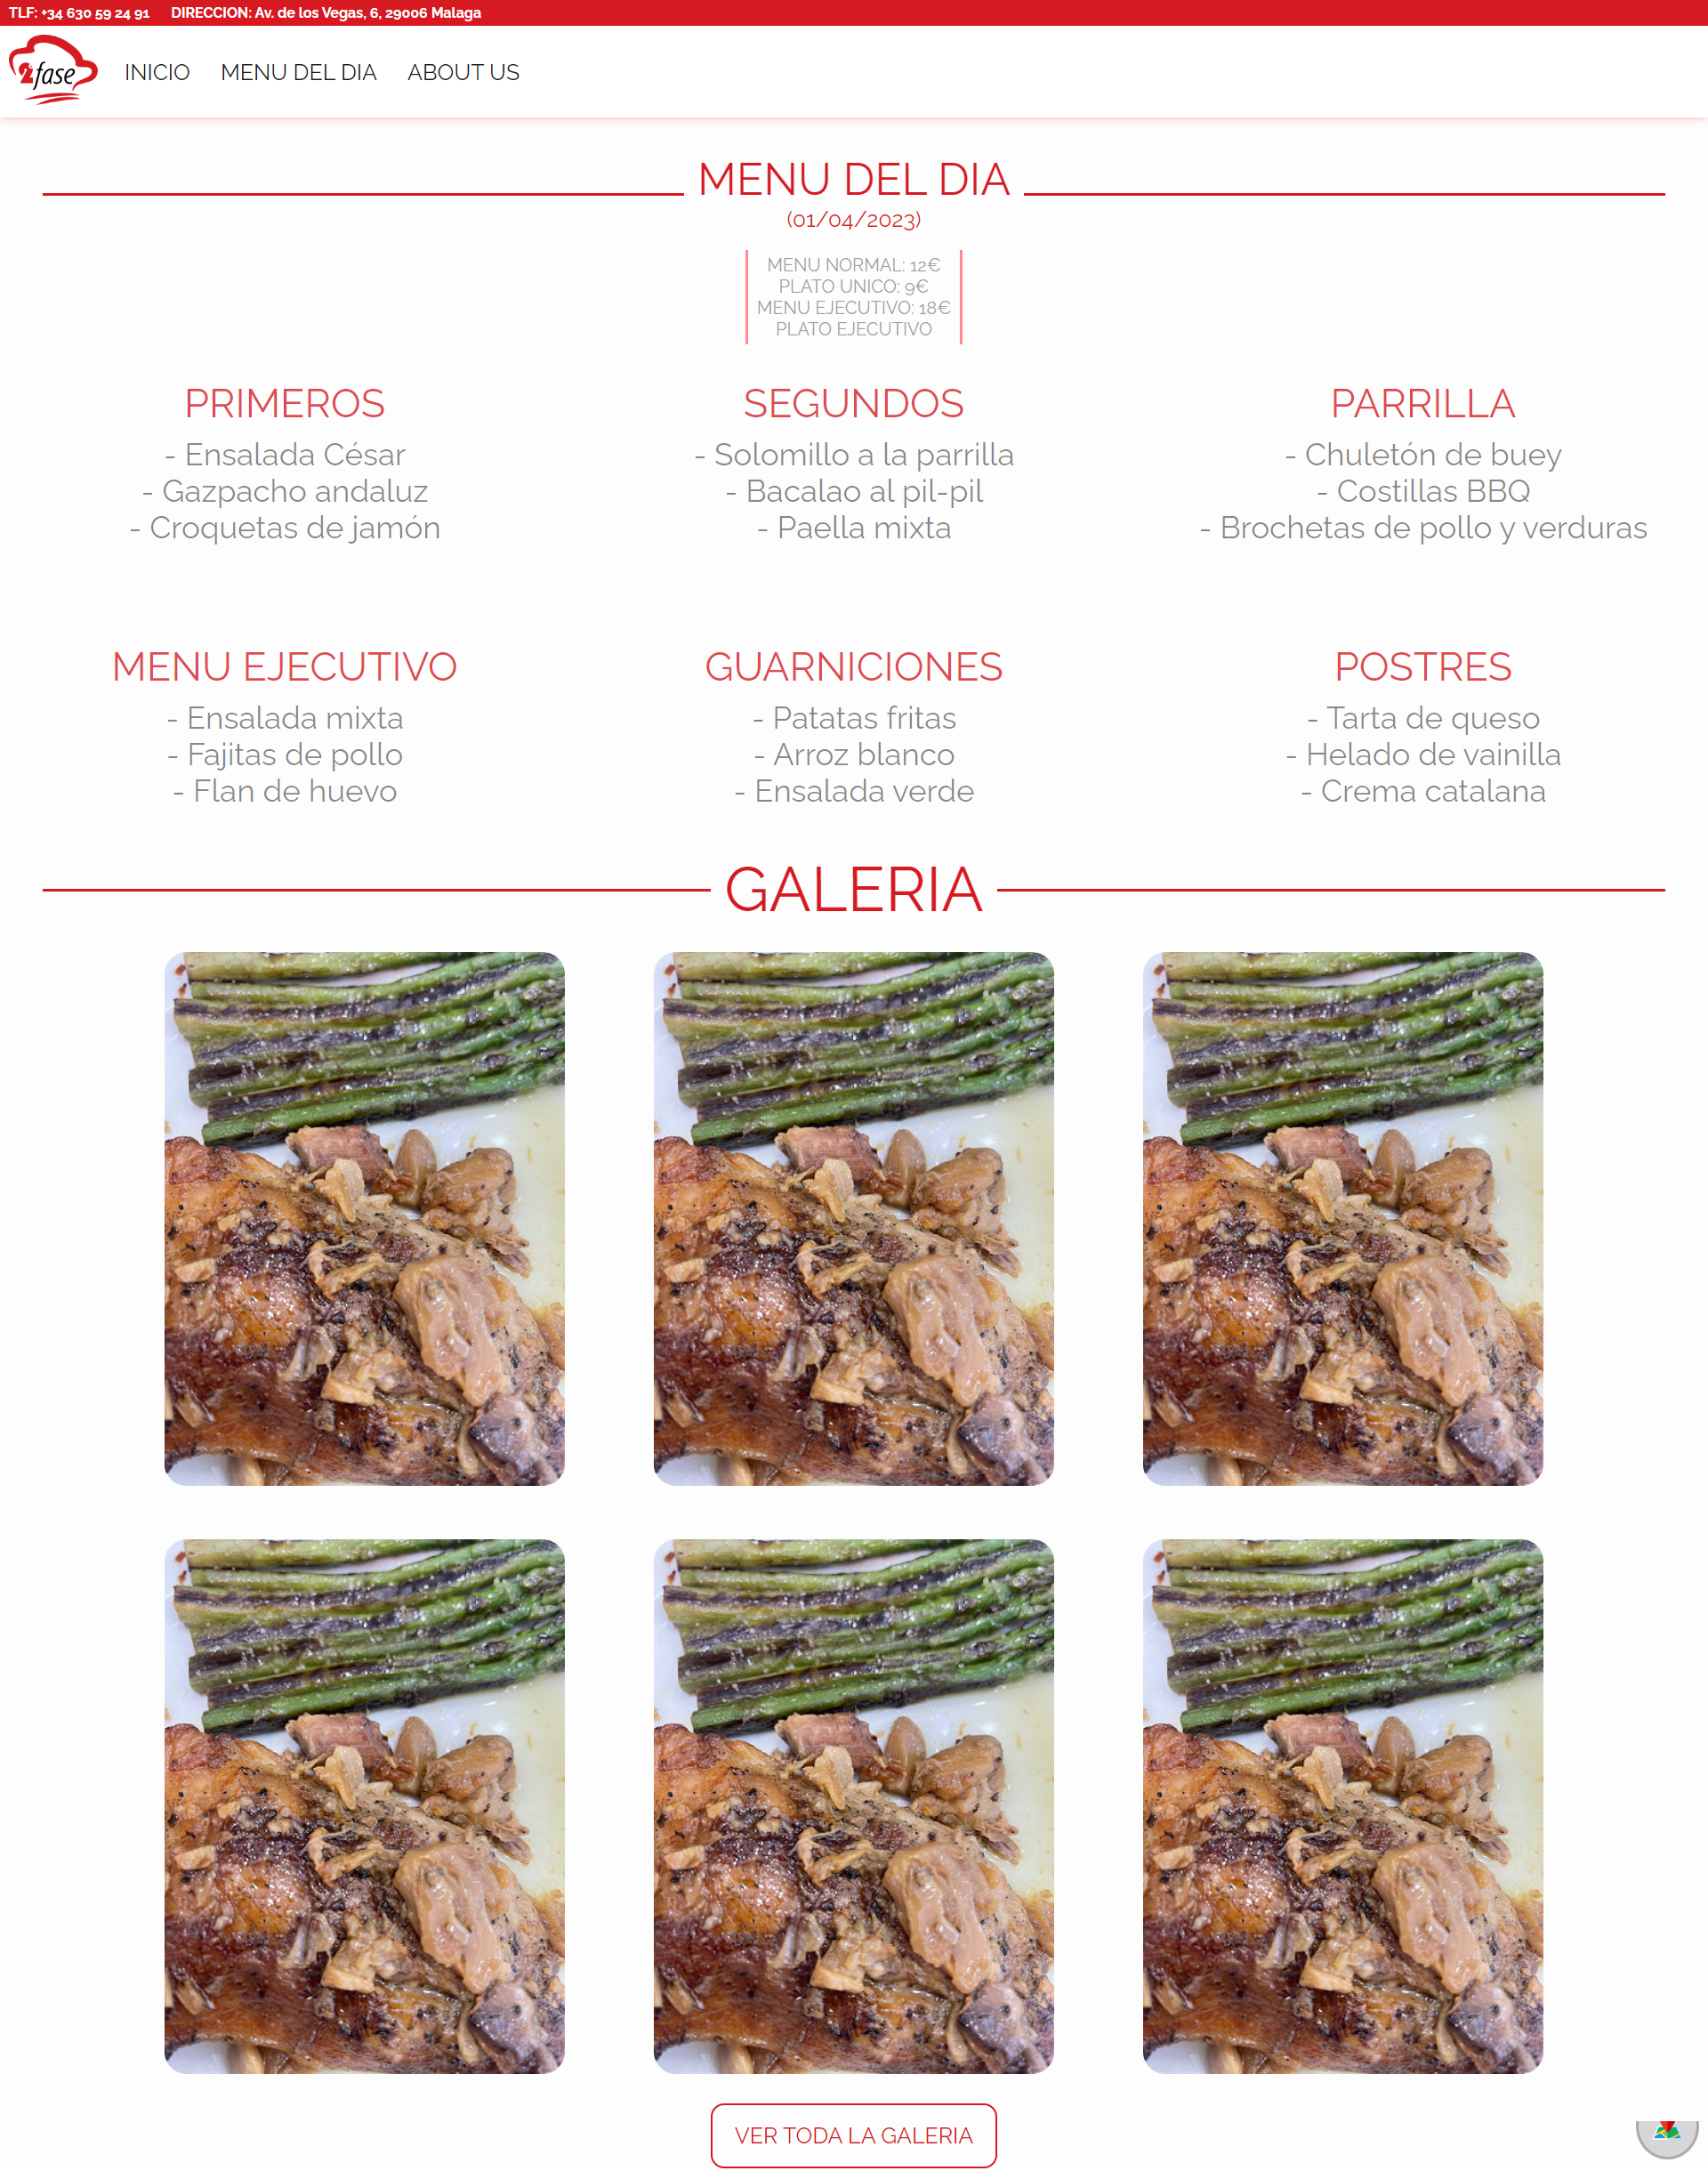 TLF: +34 630 59 24 91 DIRECCION: Av. de los Vegas, 6, 29006 Malaga
2ªfase
INICIO MENU DEL DIA ABOUT US
MENU DEL DIA
(01/04/2023)
MENU NORMAL: 12€
PLATO UNICO: 9€
MENU EJECUTIVO: 18€
PLATO EJECUTIVO
PRIMEROS
- Ensalada César
- Gazpacho andaluz
- Croquetas de jamón
SEGUNDOS
- Solomillo a la parrilla
- Bacalao al pil-pil
- Paella mixta
PARRILLA
- Chuletón de buey
- Costillas BBQ
- Brochetas de pollo y verduras
MENU EJECUTIVO
- Ensalada mixta
- Fajitas de pollo
- Flan de huevo
GUARNICIONES
- Patatas fritas
- Arroz blanco
- Ensalada verde
POSTRES
- Tarta de queso
- Helado de vainilla
- Crema catalana
GALERIA
VER TODA LA GALERIA